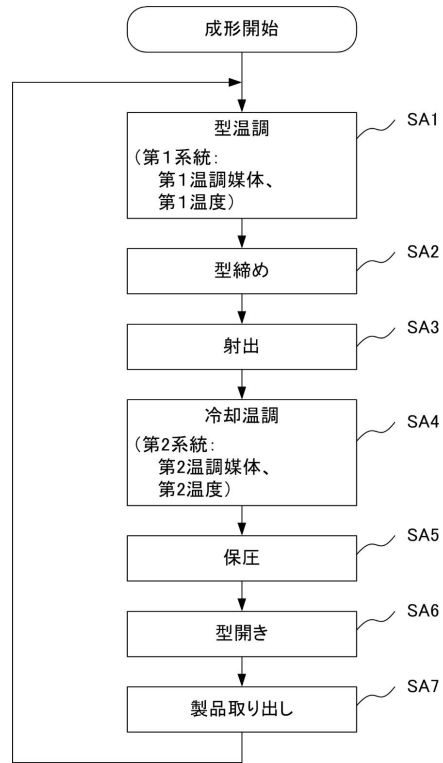 成形開始
型温調
SA1
(第1系統:
第1温調媒体、
第1温度)
型締め
SA2
射出
SA3
冷却温調
SA4
(第2系統:
第2温調媒体、
第2温度)
保圧
SA5
型開き
SA6
製品取り出し
SA7